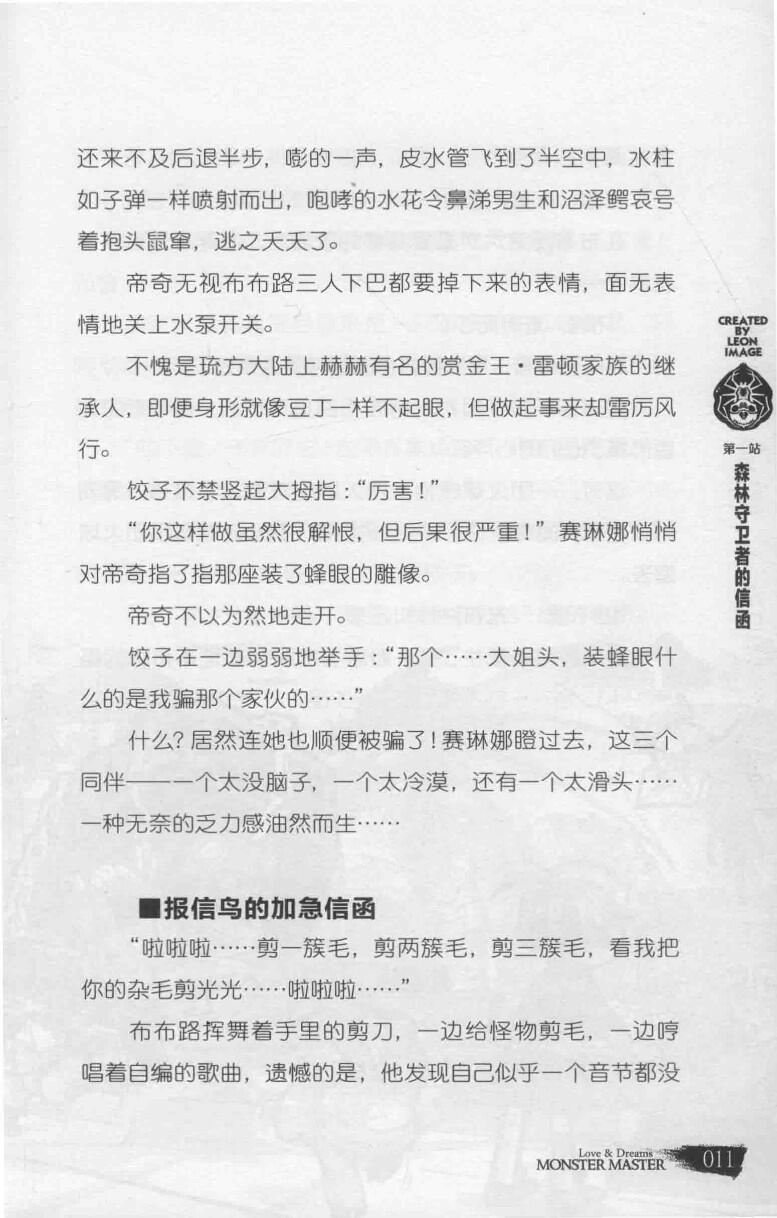 还来不及后退半步，嘭的一声，皮水管飞到了半空中，水柱
如子弹一样喷射而出，咆哮的水花令鼻涕男生和沼泽鳄哀号
着抱头鼠窜，逃之夭夭了。
帝奇无视布布路三人下巴都要掉下来的表情，面无表
情地关上水泵开关。
不愧是琉方大陆上赫赫有名的赏金王·雷顿家族的继
承人，即便身形就像豆丁一样不起眼，但做起事来却雷厉风
行。
饺子不禁竖起大拇指：“厉害！”
“你这样做虽然很解恨，但后果很严重！”赛琳娜悄悄
对帝奇指了指那座装了蜂眼的雕像。
帝奇不以为然地走开。
饺子在一边弱弱地举手：“那个……大姐头，装蜂眼什
么的是我骗那个家伙的……”
什么？居然连她也顺便被骗了！赛琳娜瞪过去，这三个
同伴——一个太没脑子，一个太冷漠，还有一个太滑头……
一种无奈的乏力感油然而生……
■报信鸟的加急信函
“啦啦啦……剪一簇毛，剪两簇毛，剪三簇毛，看我把
你的杂毛剪光光……啦啦啦……”
布布路挥舞着手里的剪刀，一边给怪物剪毛，一边哼
唱着自编的歌曲，遗憾的是，他发现自己似乎一个音节都没
CREATED
BY
LEON
IMAGE
第一站
森林守卫者的信函
Love & Dreams
MONSTER MASTER
011